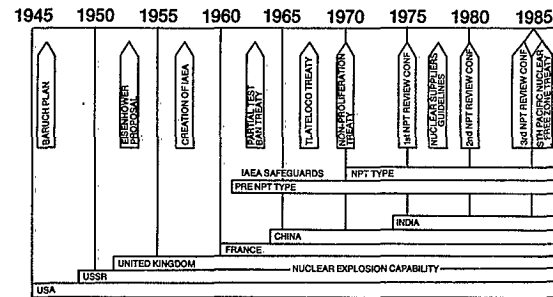 1945 1950 1955 1960 1965 1970 1975 1980 1985
BARUCH PLAN
EISENHOWER
PROPOSAL
CREATION OF IAEA
PARTIAL TEST
BAN TREATY
TLATELOCO TREATY
NON-PROLIFERATION
TREATY
1st NPT REVIEW CONF
NUCLEAR SUPPLIERS
GUIDELINES
2nd NPT REVIEW CONF
3rd NPT REVIEW CONF
STH PACIFIC NUCLEAR
FREE ZONE TREATY
IAEA SAFEGUARDS NPT TYPE
PRE NPT TYPE
INDIA
CHINA
FRANCE
UNITED KINGDOM
NUCLEAR EXPLOSION CAPABILITY
USSR
USA